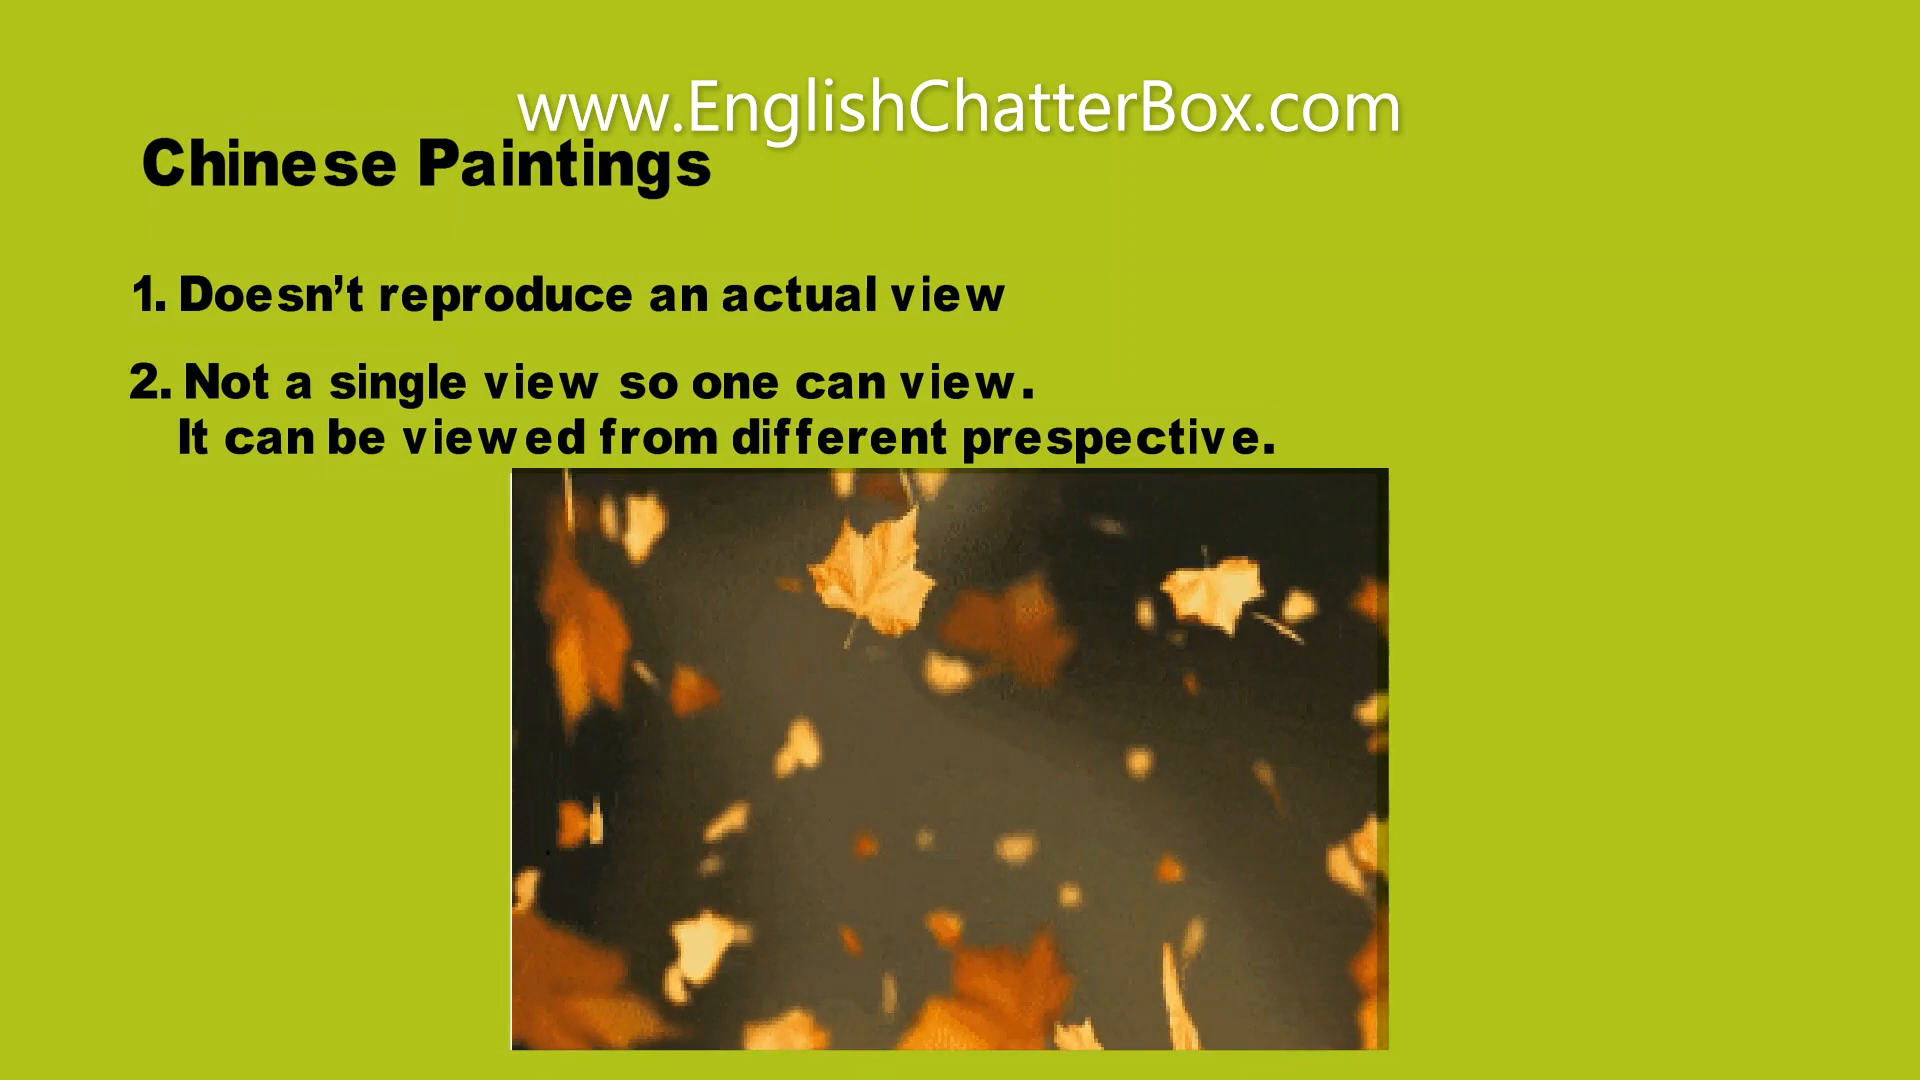 www.EnglishChatterBox.com
Chinese Paintings
1. Doesn’t reproduce an actual view
2. Not a single view so one can view.
It can be viewed from different prespective.